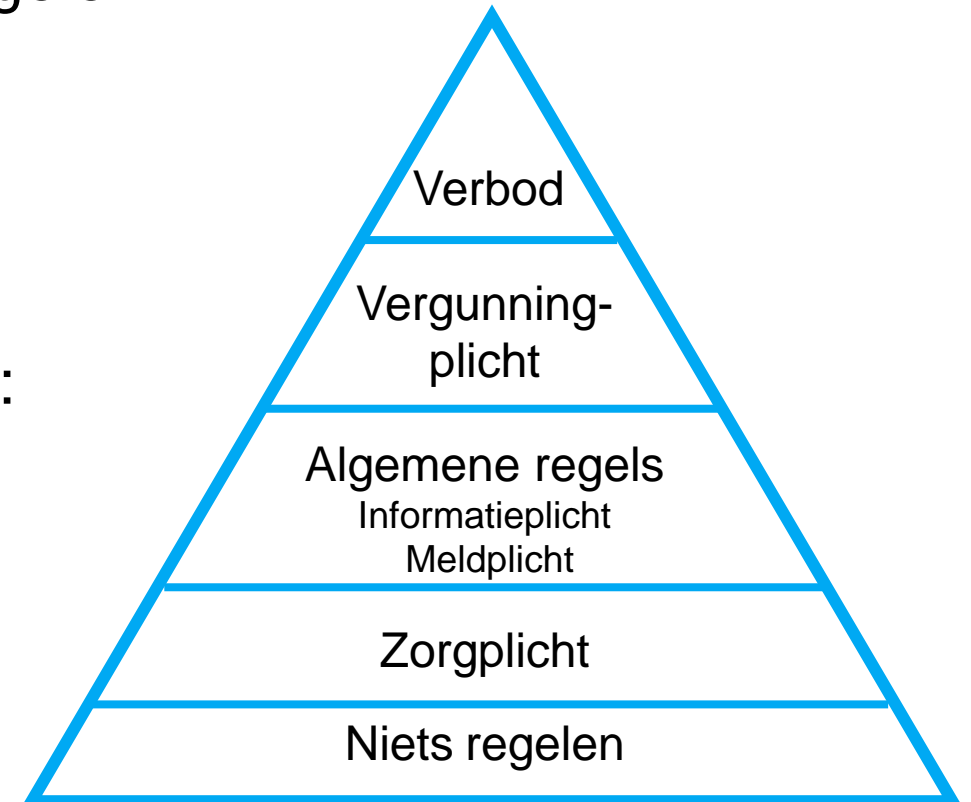 Verbod
Vergunning-
plicht
:
Algemene regels
Informatieplicht
Meldplicht
Zorgplicht
Niets regelen